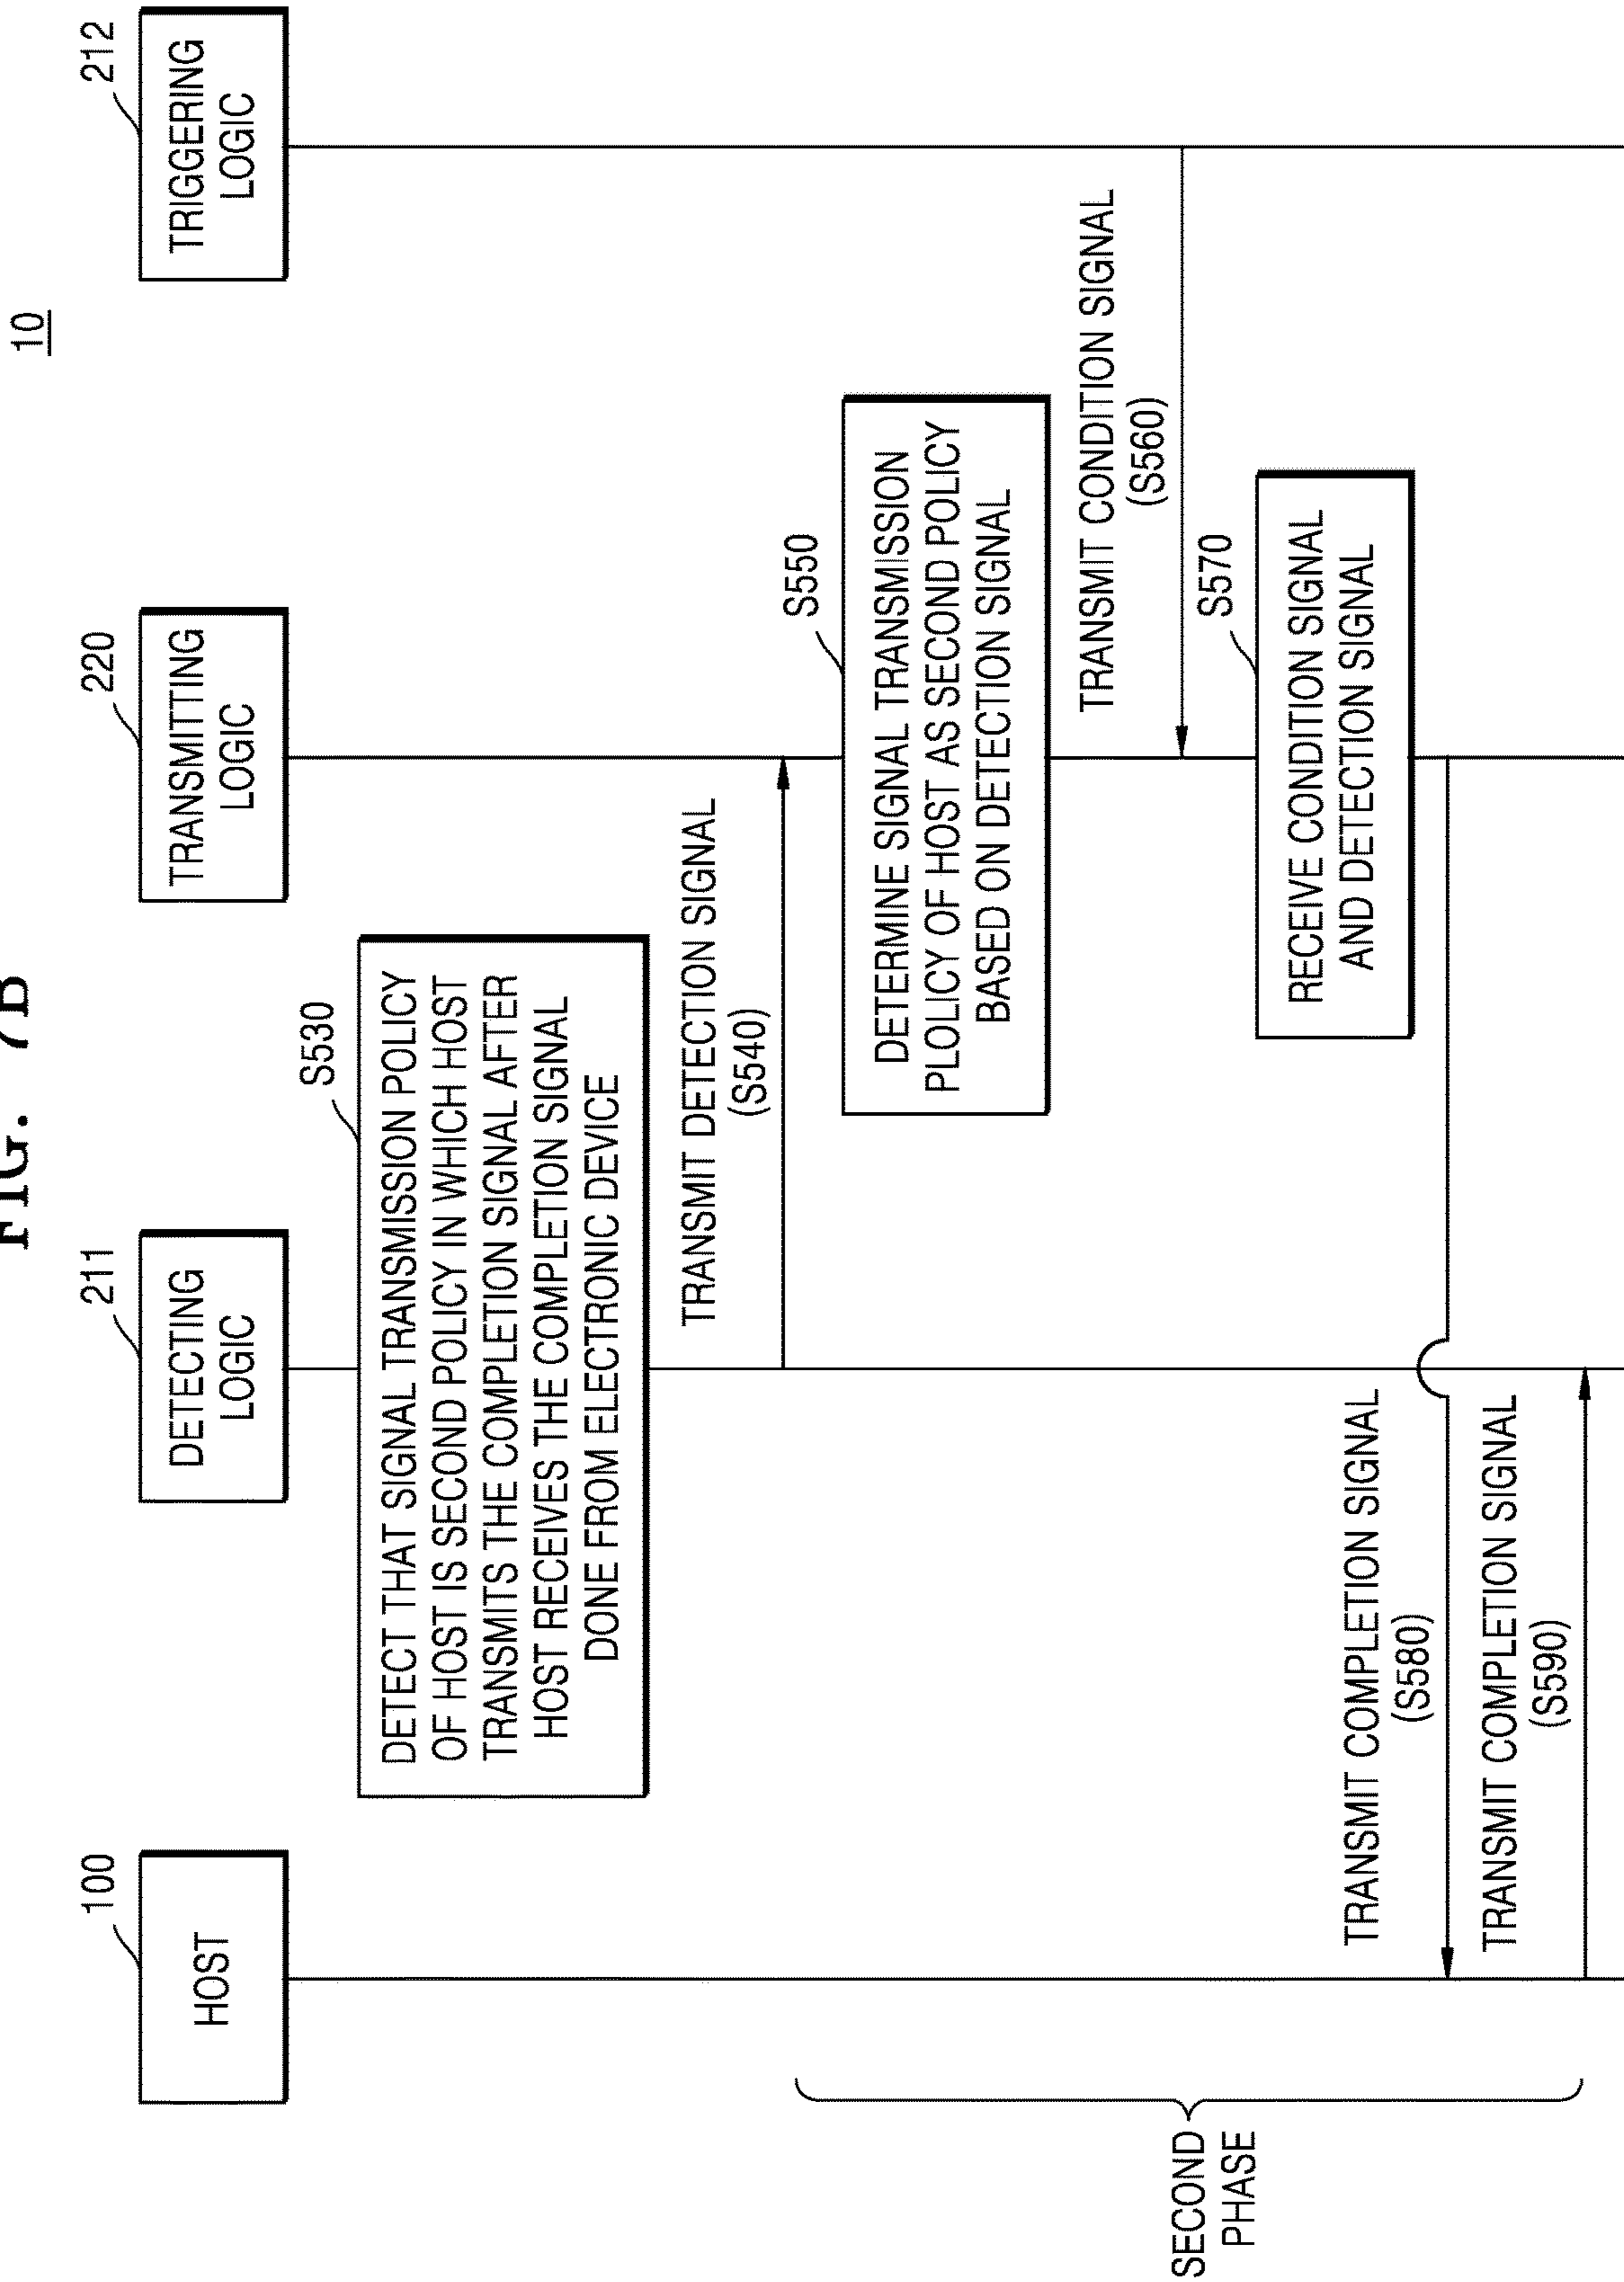 FIG. 7B
10
100
HOST
211
DETECTING
LOGIC
220
TRANSMITTING
LOGIC
212
TRIGGERING
LOGIC
S530
DETECT THAT SIGNAL TRANSMISSION POLICY
OF HOST IS SECOND POLICY IN WHICH HOST
TRANSMITS THE COMPLETION SIGNAL AFTER
HOST RECEIVES THE COMPLETION SIGNAL
DONE FROM ELECTRONIC DEVICE
TRANSMIT DETECTION SIGNAL
(S540)
S550
DETERMINE SIGNAL TRANSMISSION
PLOLICY OF HOST AS SECOND POLICY
BASED ON DETECTION SIGNAL
TRANSMIT CONDITION SIGNAL
(S560)
S570
RECEIVE CONDITION SIGNAL
AND DETECTION SIGNAL
SECOND
PHASE
TRANSMIT COMPLETION SIGNAL
(S580)
TRANSMIT COMPLETION SIGNAL
(S590)